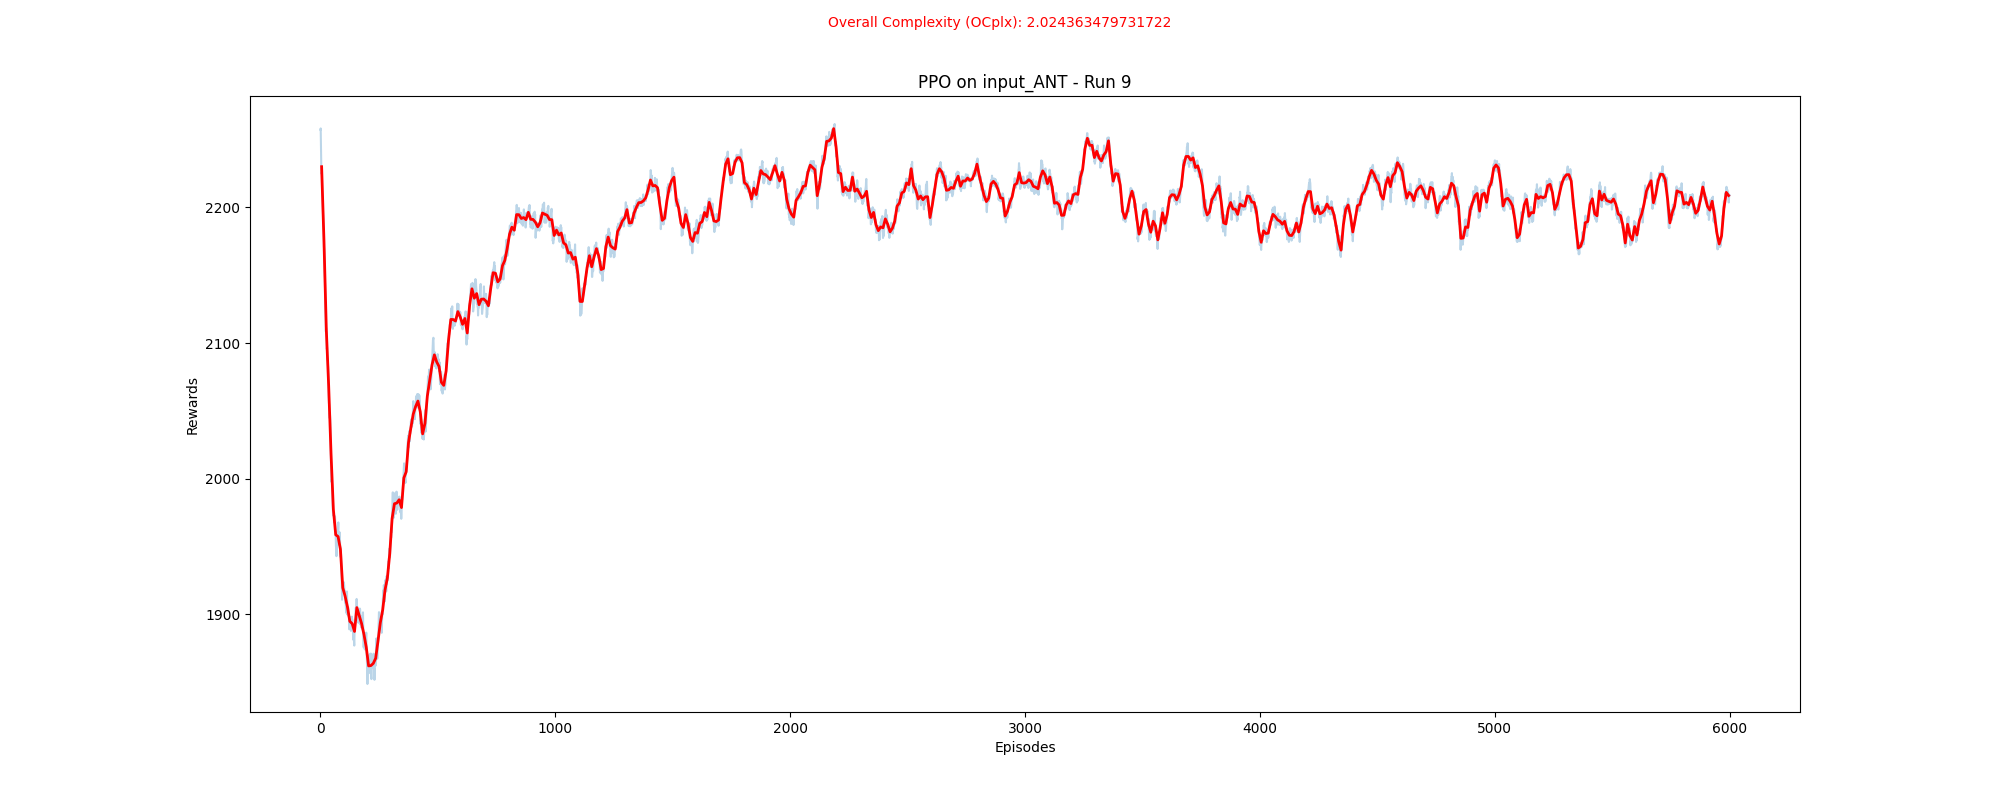 Overall Complexity (OCplx): 2.024363479731722
PPO on input_ANT - Run 9
Rewards
2200
2100
2000
1900
0 1000 2000 3000 4000 5000 6000
Episodes